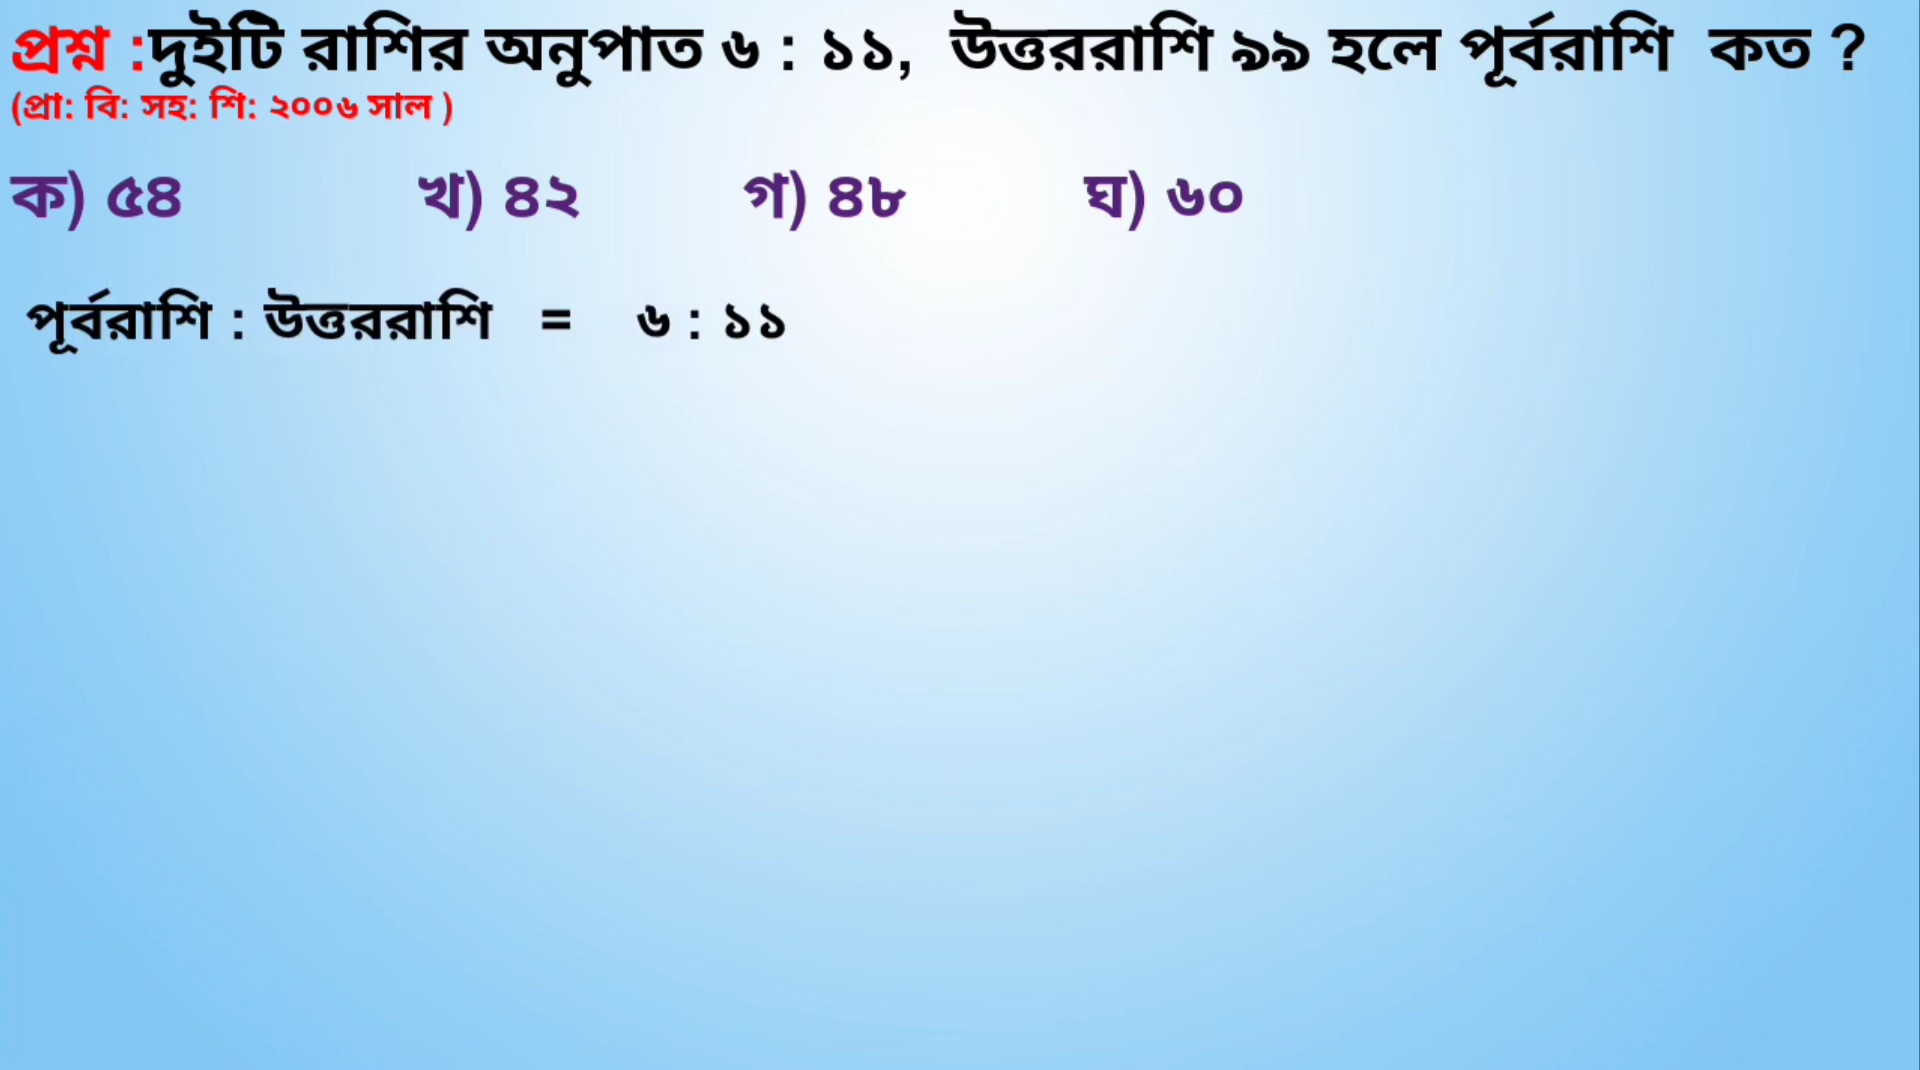 প্রশ্ন :দুইটি রাশির অনুপাত ৬ : ১১, উত্তররাশি ৯৯ হলে পূর্বরাশি কত ?
(প্রা: বি: সহ: শি: ২০০৬ সাল )
ক) ৫৪ খ) ৪২ গ) ৪৮ ঘ) ৬০
পূর্বরাশি : উত্তররাশি = ৬ : ১১